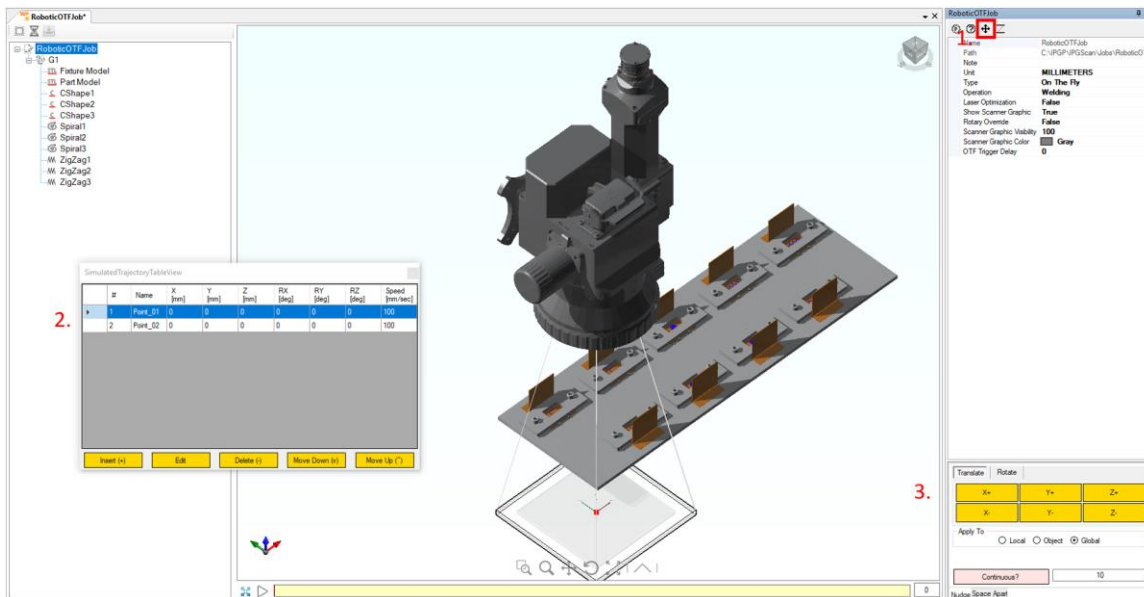 RoboticOTFJob*
RoboticOTFJob
G1
Fixture Model
Part Model
CShape1
CShape2
CShape3
Spiral1
Spiral2
Spiral3
ZigZag1
ZigZag2
ZigZag3
2.
SimulatedTrajectoryTableView
# Name X [mm] Y [mm] Z [mm] RX [deg] RY [deg] RZ [deg] Speed [mm/sec]
1 Point_01 0 0 0 0 0 0 100
2 Point_02 0 0 0 0 0 0 100
Insert (+) Edit Delete (-) Move Down (v) Move Up (^)
0
RoboticOTFJob
1.
Name RoboticOTFJob
Path C:\IPGP\IPGScan\Jobs\RoboticO
Note
Unit MILLIMETERS
Type On The Fly
Operation Welding
Laser Optimization False
Show Scanner Graphic True
Rotary Override False
Scanner Graphic Visibility 100
Scanner Graphic Color Gray
OTF Trigger Delay 0
3.
Translate Rotate
X+ Y+ Z+
X- Y- Z-
Apply To
Local Object Global
Continuous? 10
Nudge Space Apart